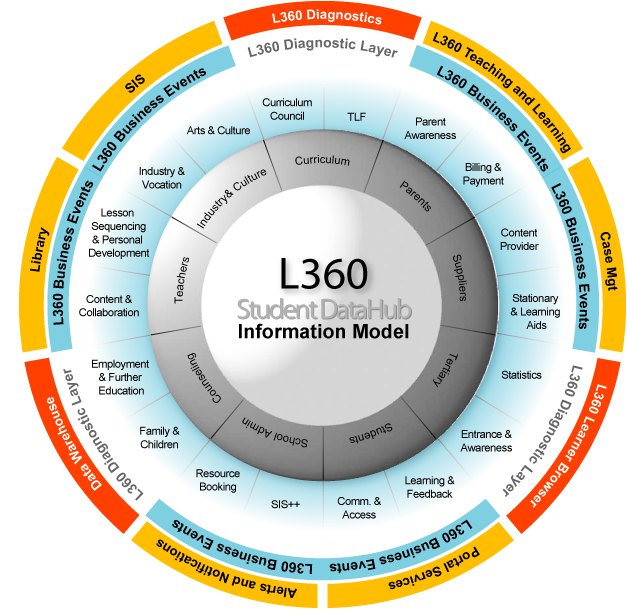 L360 Diagnostics
L360 Diagnostic Layer
L360 Teaching and Learning
L360 Business Events
Case Mgt
L360 Business Events
L360 Learner Browser
L360 Diagnostic Layer
Portal Services
L360 Business Events
Alerts and Notifications
L360 Business Events
Data Warehouse
L360 Diagnostic Layer
Library
L360 Business Events
SIS
L360 Business Events
Curriculum
Council
TLF
Parent
Awareness
Billing &
Payment
Content
Provider
Stationary
& Learning
Aids
Statistics
Entrance &
Awareness
Learning &
Feedback
Comm. &
Access
SIS++
Resource
Booking
Family &
Children
Employment
& Further
Education
Content &
Collaboration
Lesson
Sequencing
& Personal
Development
Industry &
Vocation
Arts & Culture
Curriculum
Parents
Suppliers
Tertiary
Students
School Admin
Counseling
Teachers
Industry& Culture
L360
Student DataHub
Information Model